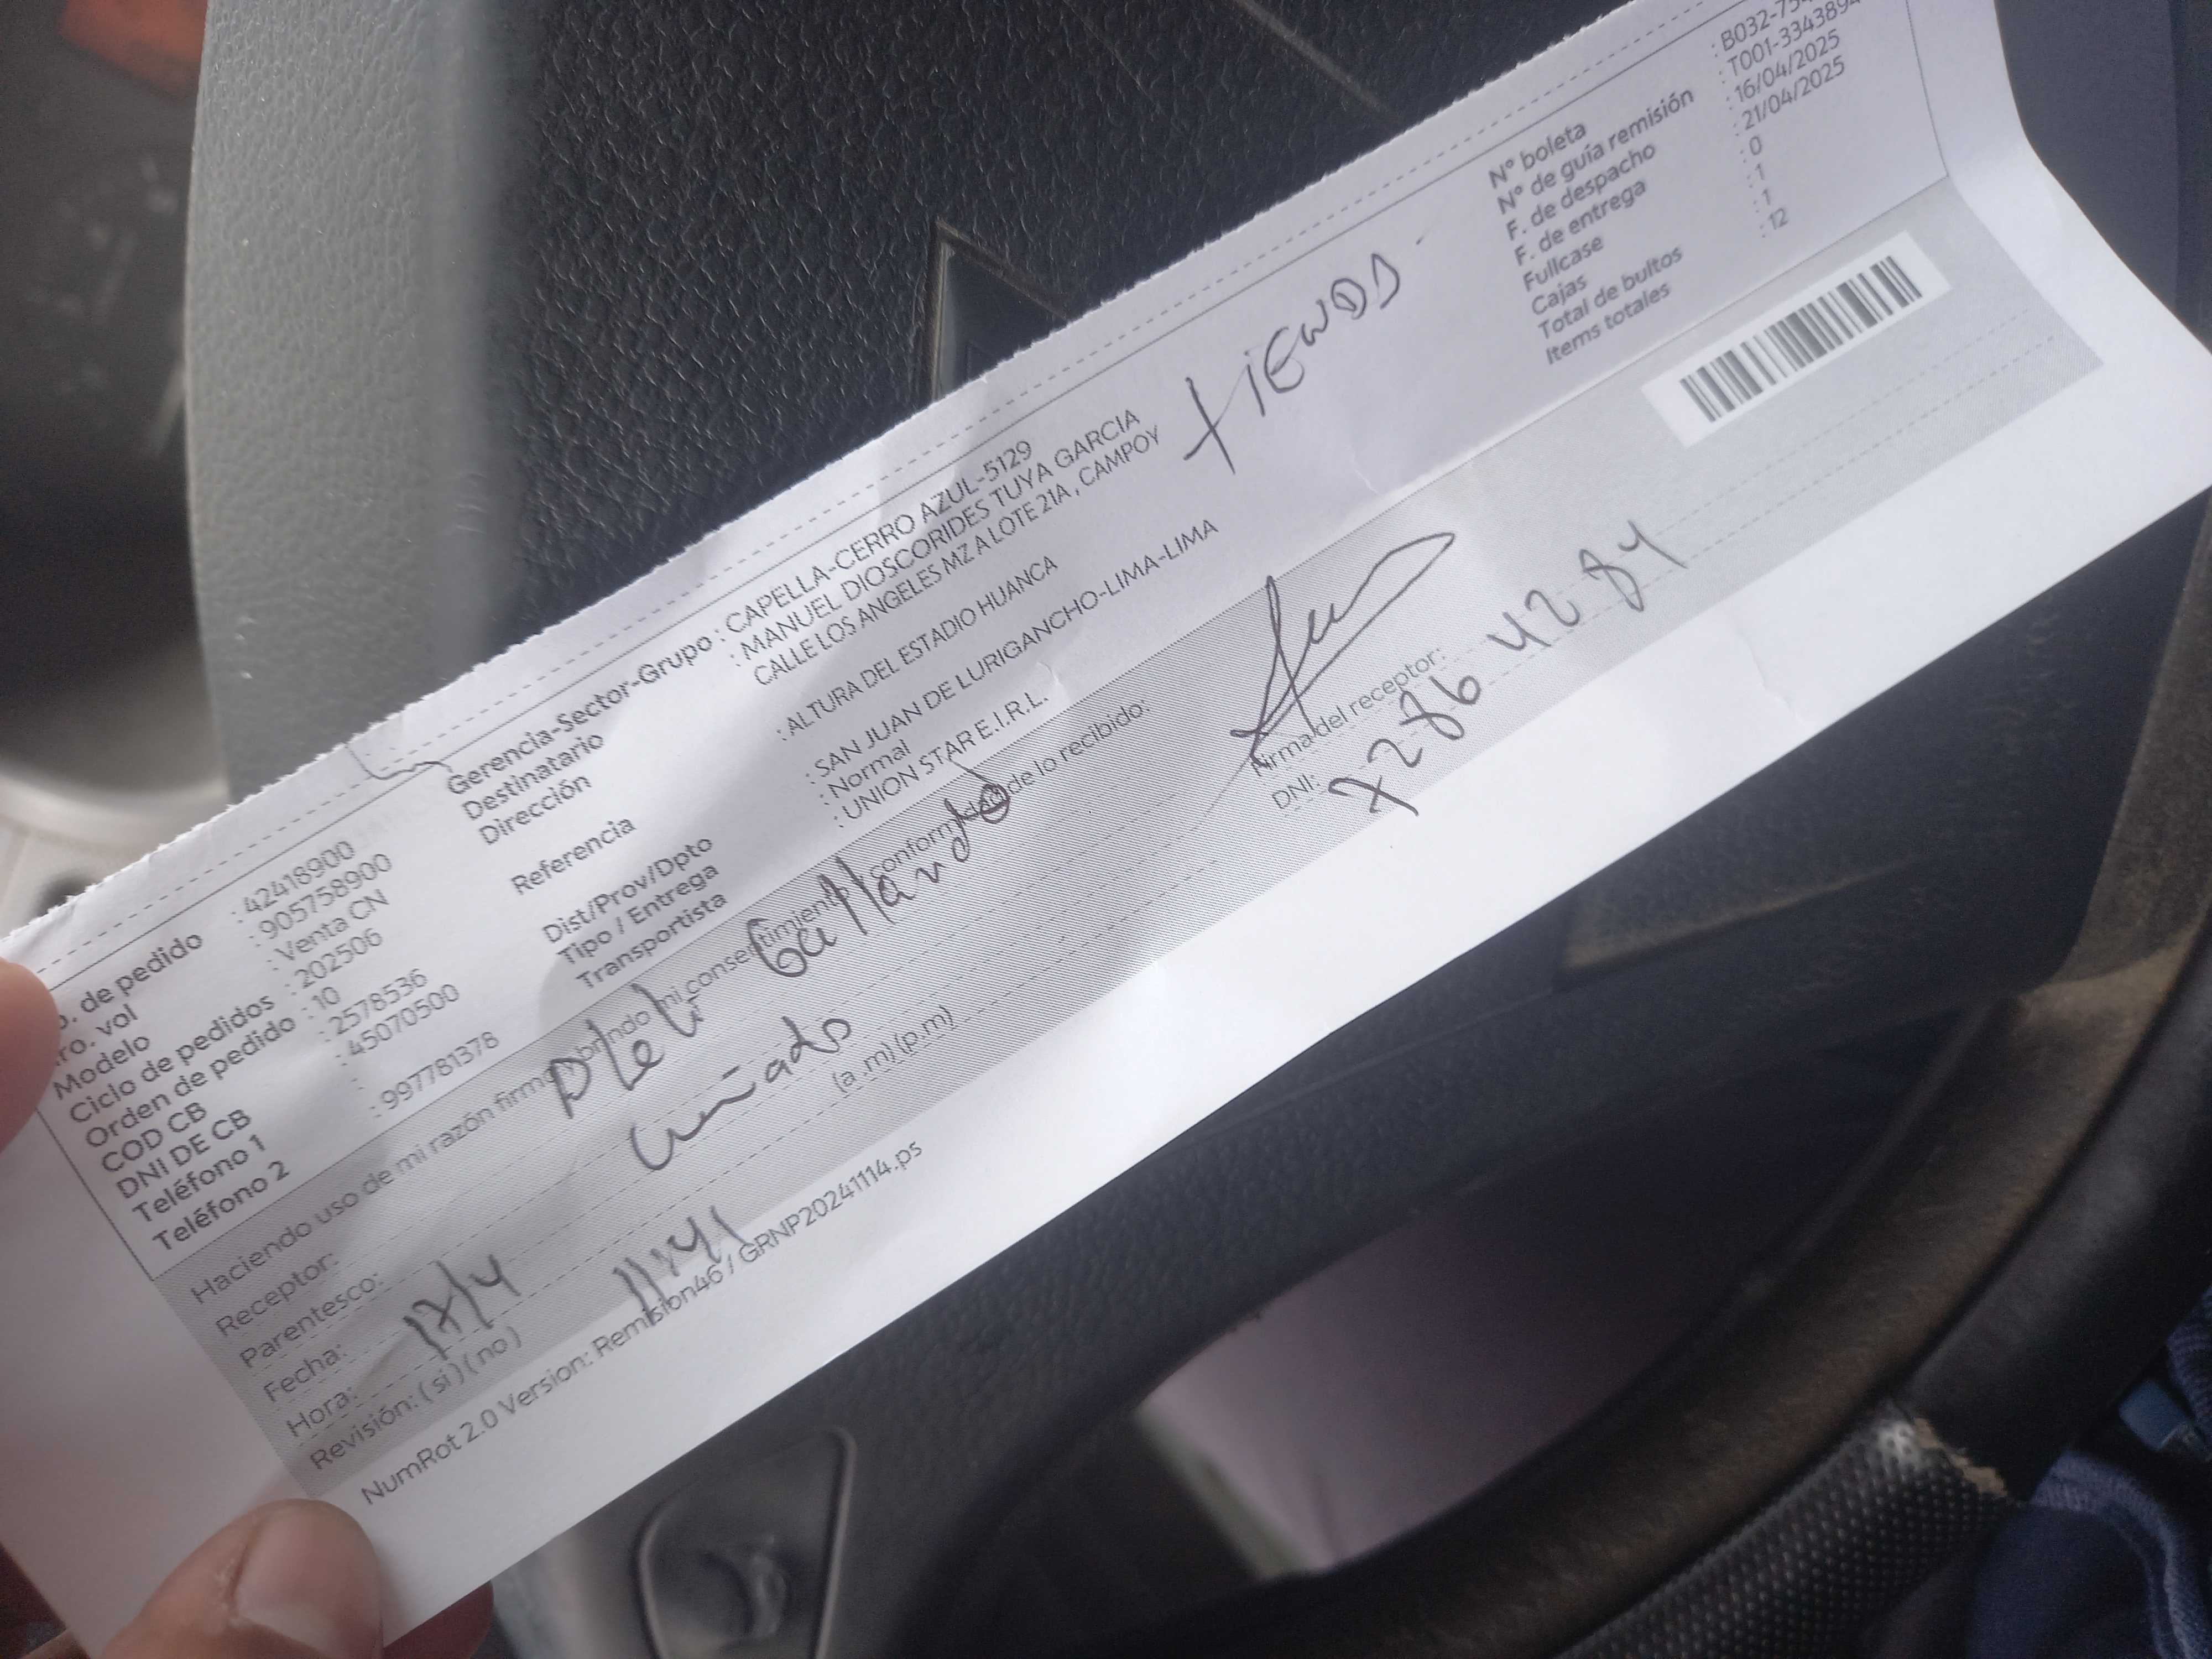 de pedido : 42418900
ro. vol : 905758900
Modelo : Venta CN
Ciclo de pedidos : 202506
Orden de pedido : 10
COD CB : 2578536
DNI DE CB : 45070500
Teléfono 1 :
Teléfono 2 : 997781378
Gerencia-Sector-Grupo : CAPELLA-CERRO AZUL-5129
Destinatario : MANUEL DIOSCORIDES TUYA GARCIA
Dirección CALLE LOS ANGELES MZ A LOTE 21A, CAMPOY
Referencia : ALTURA DEL ESTADIO HUANCA
Dist/Prov/Dpto : SAN JUAN DE LURIGANCHO-LIMA-LIMA
Tipo / Entrega : Normal
Transportista : UNION STAR E.I.R.L.
TIENDA
N° boleta : B032-75
N° de guía remisión : T001-334389
F. de despacho : 16/04/2025
F. de entrega : 21/04/2025
Fullcase : 0
Cajas : 1
Total de bultos : 1
Items totales : 12
Haciendo uso de mi razón firmo y brindo mi consentimiento conformidad de lo recibido:
Receptor:
Parentesco: cuñado
Fecha: 17/4
Hora: 11:41 (a.m) (p.m)
Revisión: (si) (no)
Firma del receptor:
DNI:
NumRot 2.0 Version: Remision46 / GRNP20241114.ps